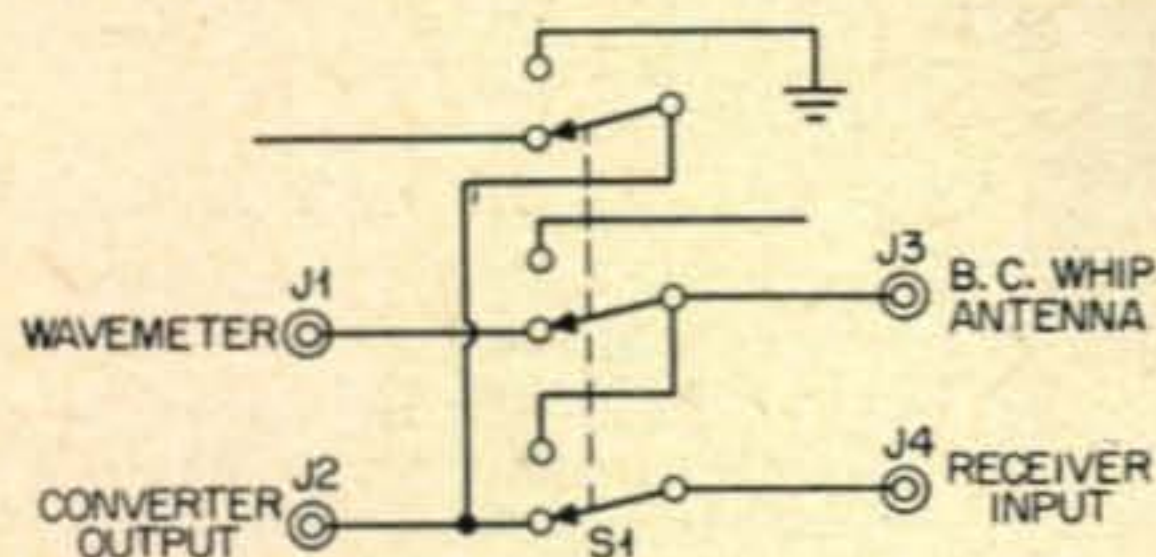 J1
WAVEMETER
J3
B. C. WHIP
ANTENNA
J2
CONVERTER
OUTPUT
S1
J4
RECEIVER
INPUT